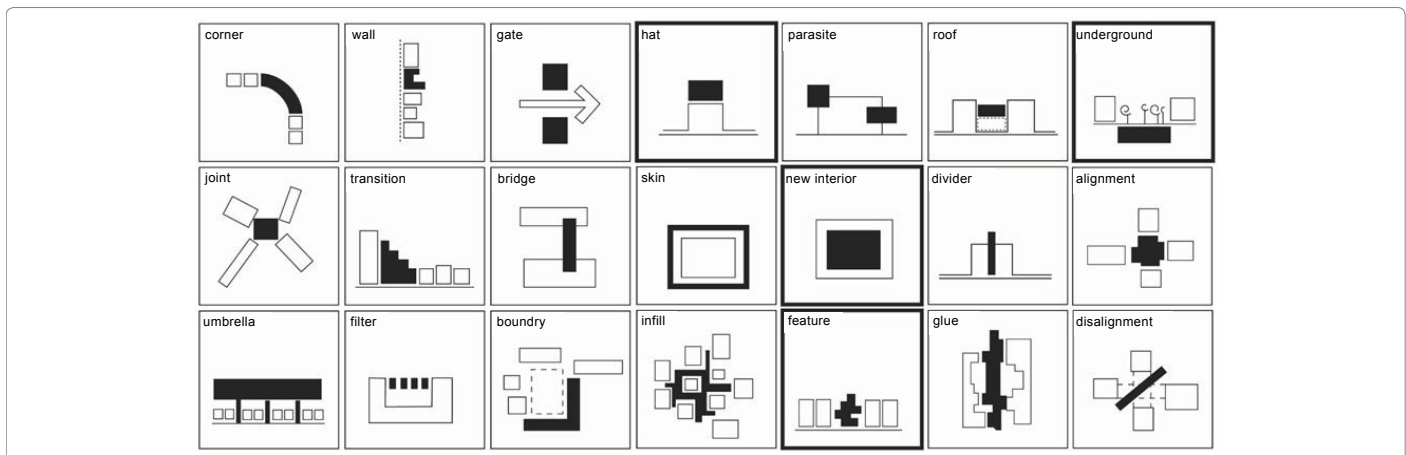 corner
wall
gate
hat
parasite
roof
underground
joint
transition
bridge
skin
new interior
divider
alignment
umbrella
filter
boundry
infill
feature
glue
disalignment